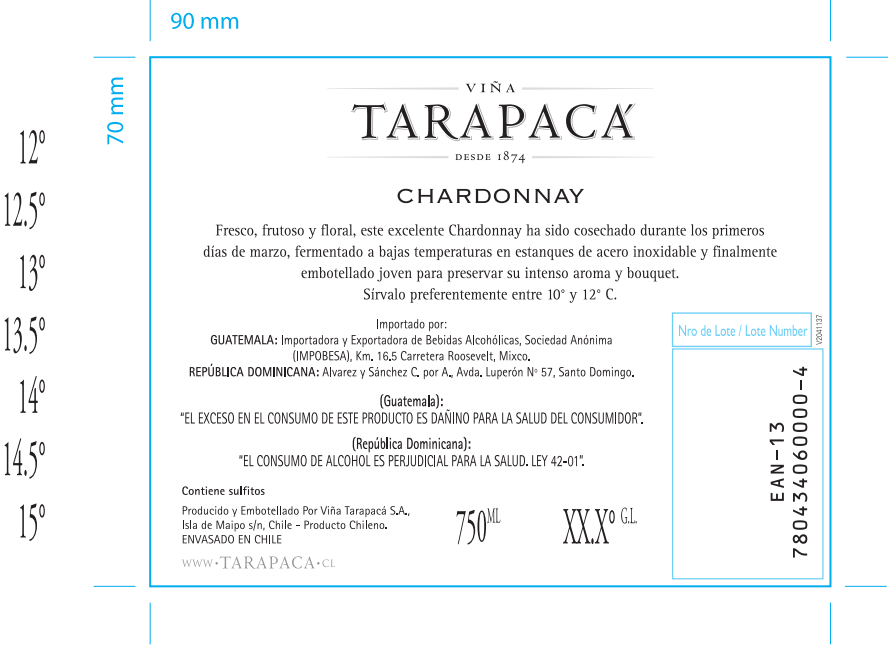 90 mm
70 mm
12°
12.5°
13°
13.5°
14°
14.5°
15°
VIÑA
TARAPACÁ
DESDE 1874
CHARDONNAY
Fresco, frutoso y floral, este excelente Chardonnay ha sido cosechado durante los primeros
días de marzo, fermentado a bajas temperaturas en estanques de acero inoxidable y finalmente
embotellado joven para preservar su intenso aroma y bouquet.
Sírvalo preferentemente entre 10° y 12° C.
Importado por:
GUATEMALA: Importadora y Exportadora de Bebidas Alcohólicas, Sociedad Anónima
(IMPOBESA), Km. 16.5 Carretera Roosevelt, Mixco.
REPÚBLICA DOMINICANA: Alvarez y Sánchez C. por A., Avda. Luperón Nº 57, Santo Domingo.
(Guatemala):
"EL EXCESO EN EL CONSUMO DE ESTE PRODUCTO ES DAÑINO PARA LA SALUD DEL CONSUMIDOR".
(República Dominicana):
"EL CONSUMO DE ALCOHOL ES PERJUDICIAL PARA LA SALUD. LEY 42-01".
Contiene sulfitos
Producido y Embotellado Por Viña Tarapacá S.A.,
Isla de Maipo s/n, Chile - Producto Chileno.
ENVASADO EN CHILE
WWW·TARAPACA·CL
750ML
XX.X° G.L.
Nro de Lote / Lote Number
V2041137
EAN-13
780434060000-4